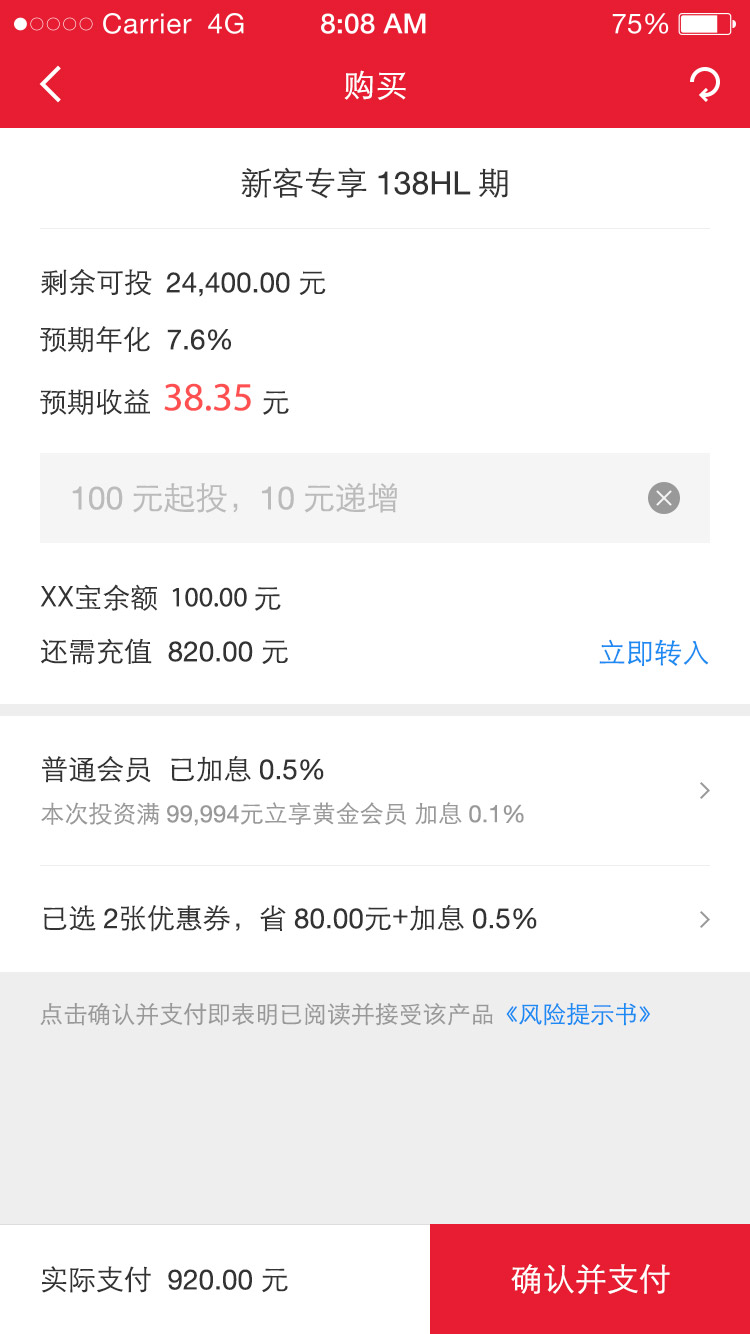 Carrier 4G 8:08 AM 75%
购买
新客专享 138HL 期
剩余可投 24,400.00 元
预期年化 7.6%
预期收益 38.35 元
100 元起投，10 元递增
XX宝余额 100.00 元
还需充值 820.00 元 立即转入
普通会员 已加息 0.5%
本次投资满 99,994元立享黄金会员 加息 0.1%
已选 2张优惠券，省 80.00元+加息 0.5%
点击确认并支付即表明已阅读并接受该产品《风险提示书》
实际支付 920.00 元 确认并支付